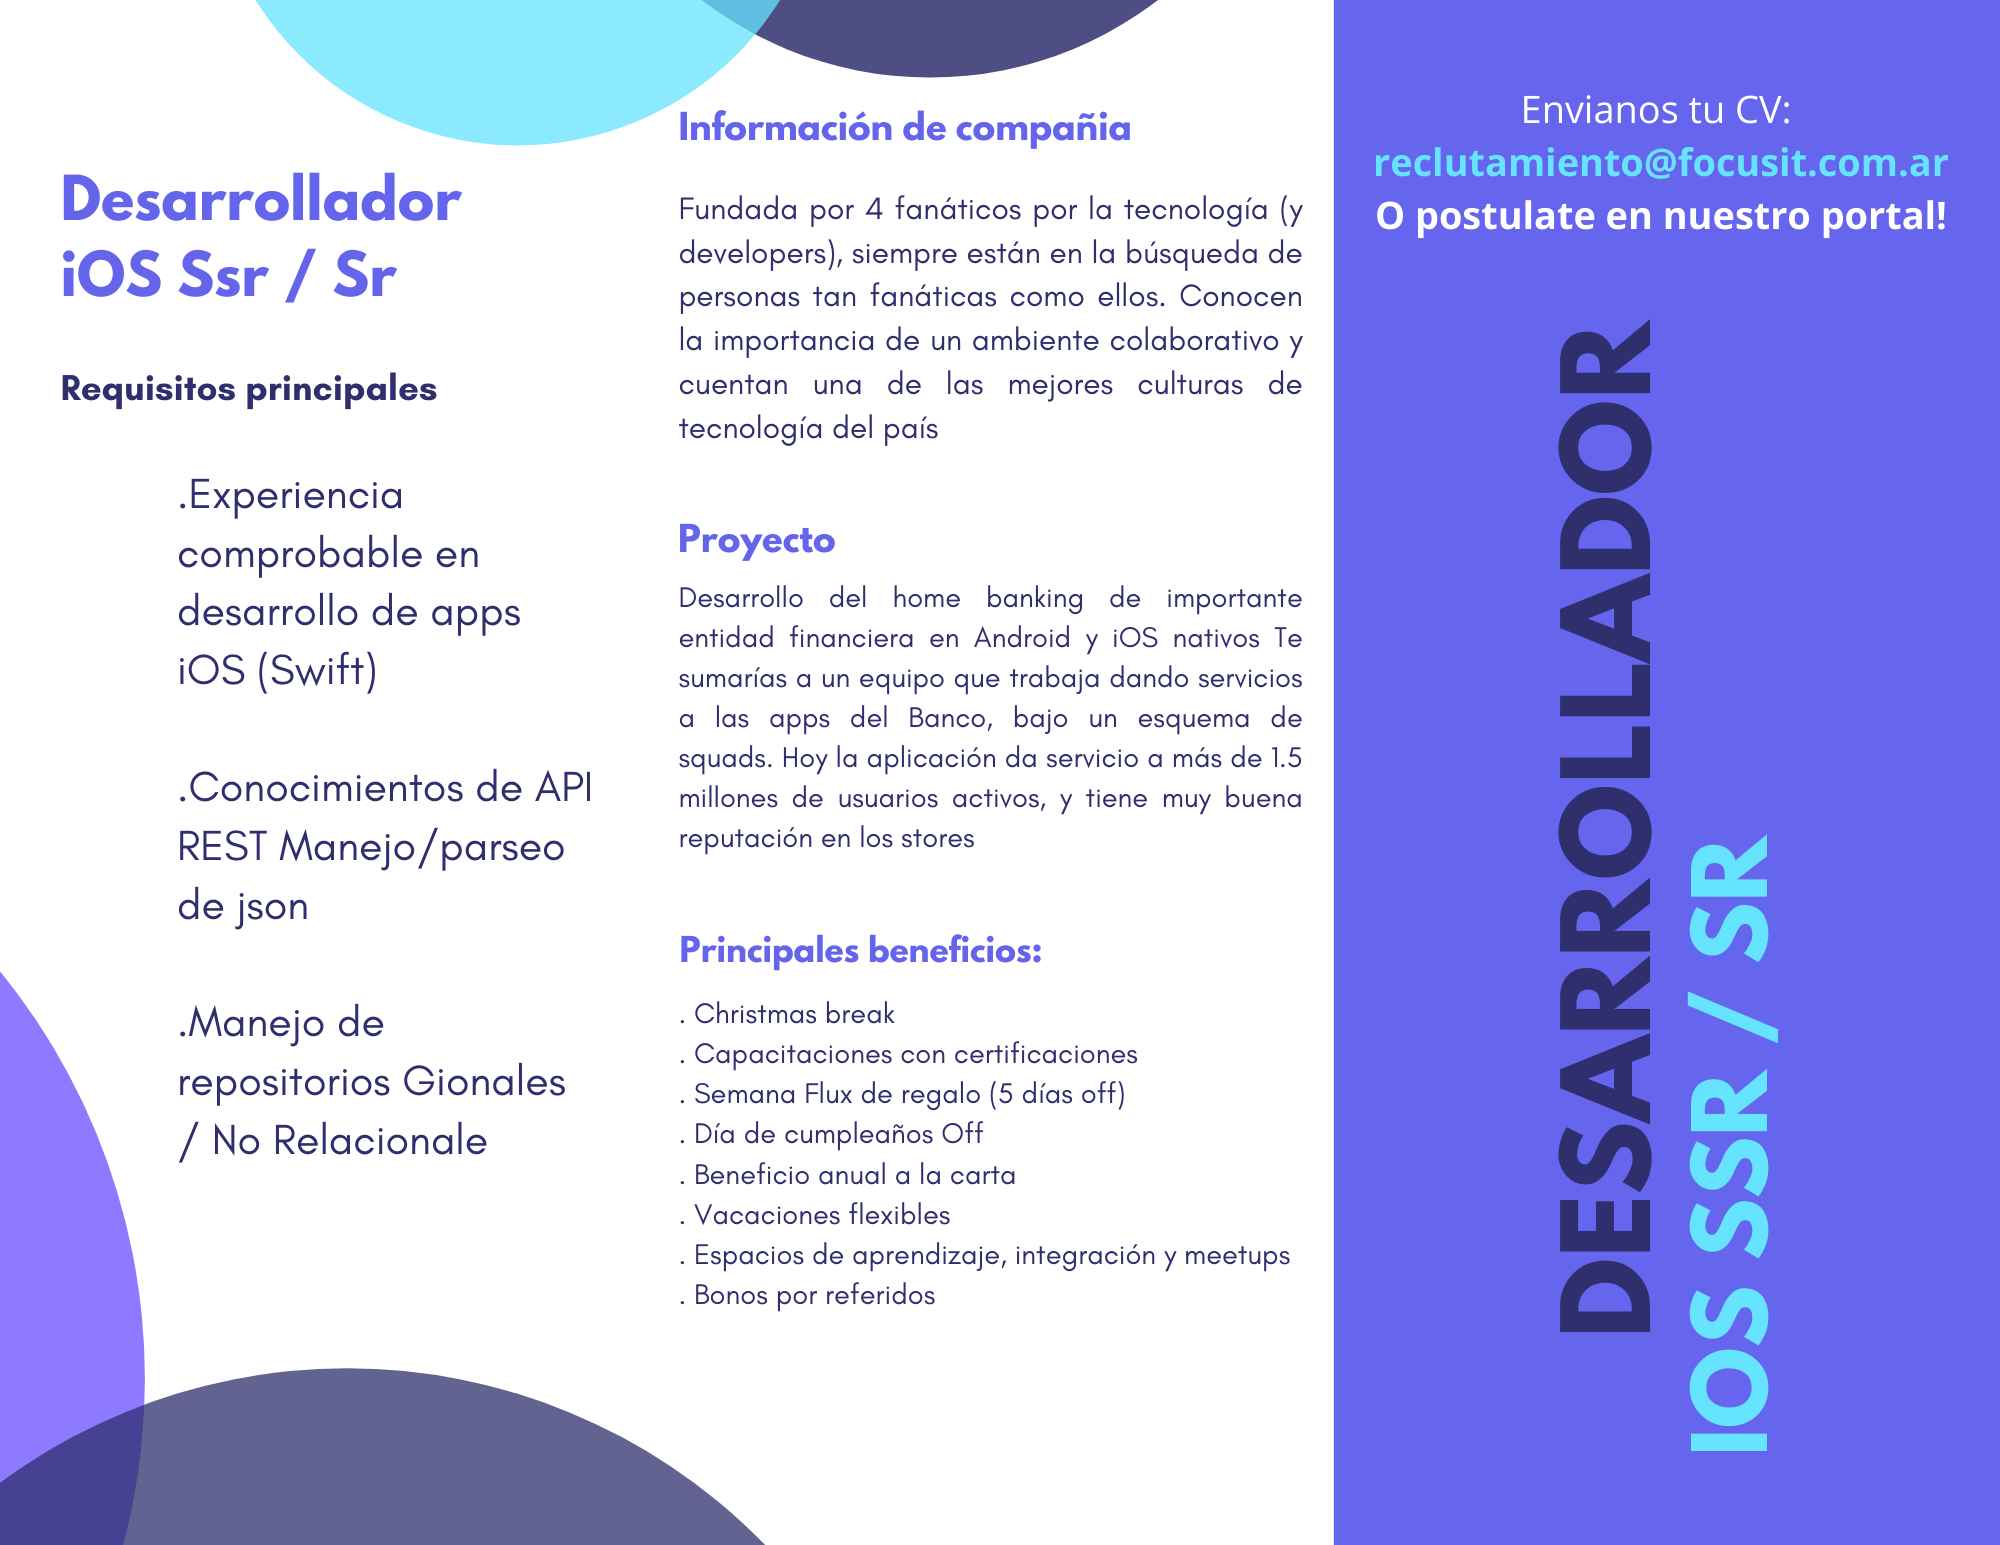 Desarrollador
iOS Ssr / Sr
Requisitos principales
.Experiencia
comprobable en
desarrollo de apps
iOS (Swift)
.Conocimientos de API
REST Manejo/parseo
de json
.Manejo de
repositorios Gionales
/ No Relacionale
Información de compañia
Fundada por 4 fanáticos por la tecnología (y
developers), siempre están en la búsqueda de
personas tan fanáticas como ellos. Conocen
la importancia de un ambiente colaborativo y
cuentan una de las mejores culturas de
tecnología del país
Proyecto
Desarrollo del home banking de importante
entidad financiera en Android y iOS nativos Te
sumarías a un equipo que trabaja dando servicios
a las apps del Banco, bajo un esquema de
squads. Hoy la aplicación da servicio a más de 1.5
millones de usuarios activos, y tiene muy buena
reputación en los stores
Principales beneficios:
. Christmas break
. Capacitaciones con certificaciones
. Semana Flux de regalo (5 días off)
. Día de cumpleaños Off
. Beneficio anual a la carta
. Vacaciones flexibles
. Espacios de aprendizaje, integración y meetups
. Bonos por referidos
Envianos tu CV:
reclutamiento@focusit.com.ar
O postulate en nuestro portal!
DESARROLLADOR
IOS SSR / SR